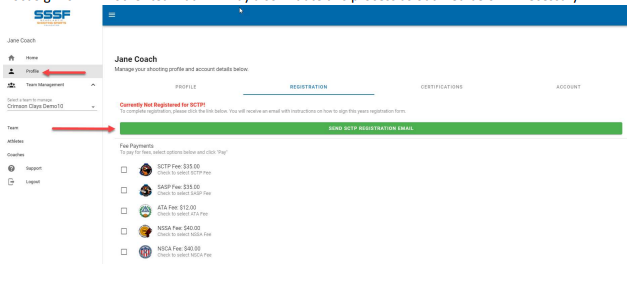 SSSF
Jane Coach
Home
Profile
Team Management
Select a team to manage
Crimson Clays Demo10
Team
Athletes
Coaches
Support
Logout
Jane Coach
Manage your shooting profile and account details below.
PROFILE REGISTRATION CERTIFICATIONS ACCOUNT
Currently Not Registered for SCTP!
To complete registration, please click the link below. You will receive an email with instructions on how to sign this years registration form.
SEND SCTP REGISTRATION EMAIL
Fee Payments
To pay for fees, select options below and click "Pay"
SCTP Fee: $35.00
Check to select SCTP Fee
SASP Fee: $35.00
Check to select SASP Fee
ATA Fee: $12.00
Check to select ATA Fee
NSSA Fee: $40.00
Check to select NSSA Fee
NSCA Fee: $40.00
Check to select NSCA Fee